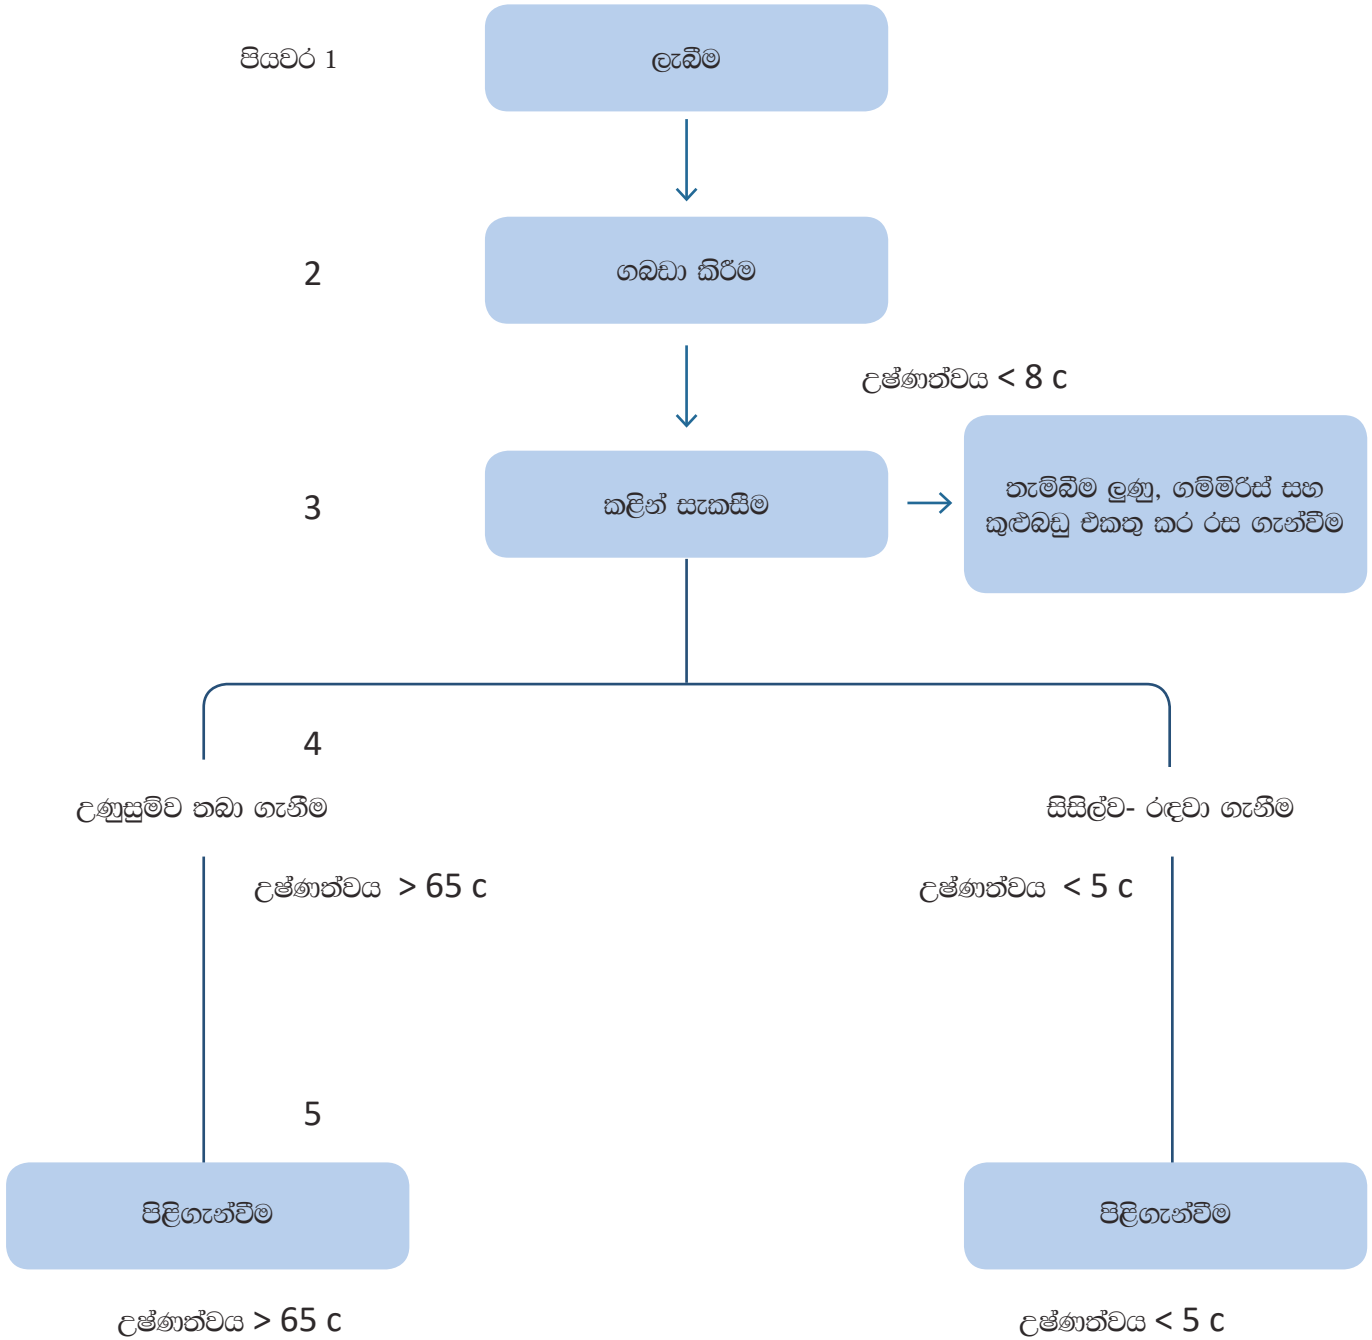 පියවර 1
ලැබීම
2
ගබඩා කිරීම
උෂ්ණත්වය < 8 c
3
කළින් සැකසීම
තැම්බීම ලුණු, ගම්මිරිස් සහ
කුළුබඩු එකතු කර රස ගැන්වීම
4
උණුසුම්ව තබා ගැනීම
සිසිල්ව- රඳවා ගැනීම
උෂ්ණත්වය > 65 c
උෂ්ණත්වය < 5 c
5
පිළිගැන්වීම
පිළිගැන්වීම
උෂ්ණත්වය > 65 c
උෂ්ණත්වය < 5 c